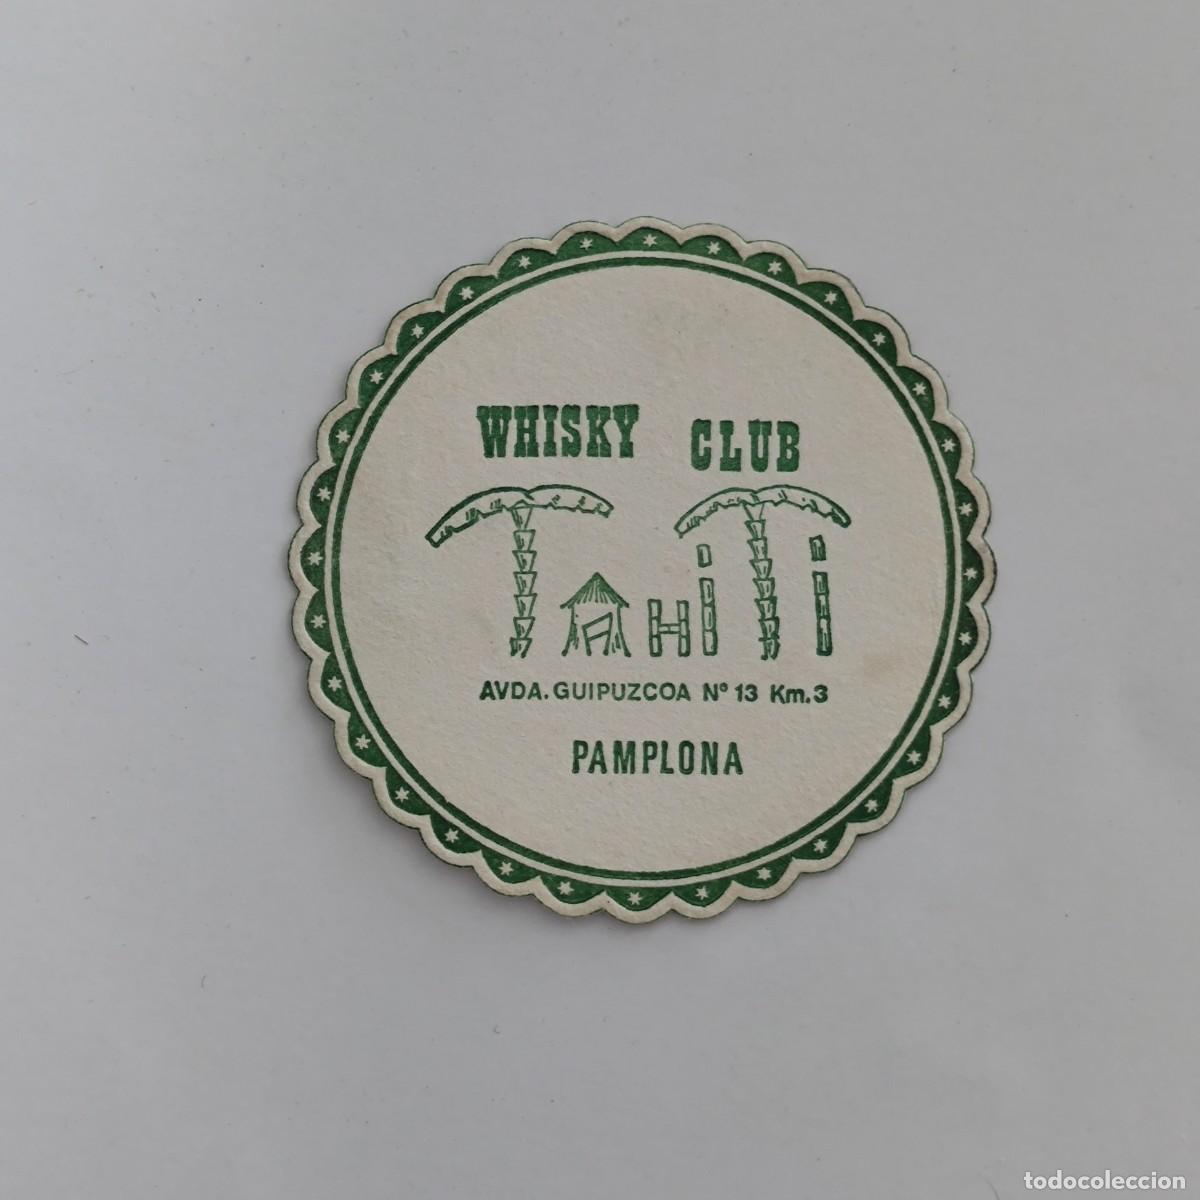 WHISKY CLUB
TAHiTi
AVDA. GUIPUZCOA Nº 13 Km.3
PAMPLONA
todocoleccion